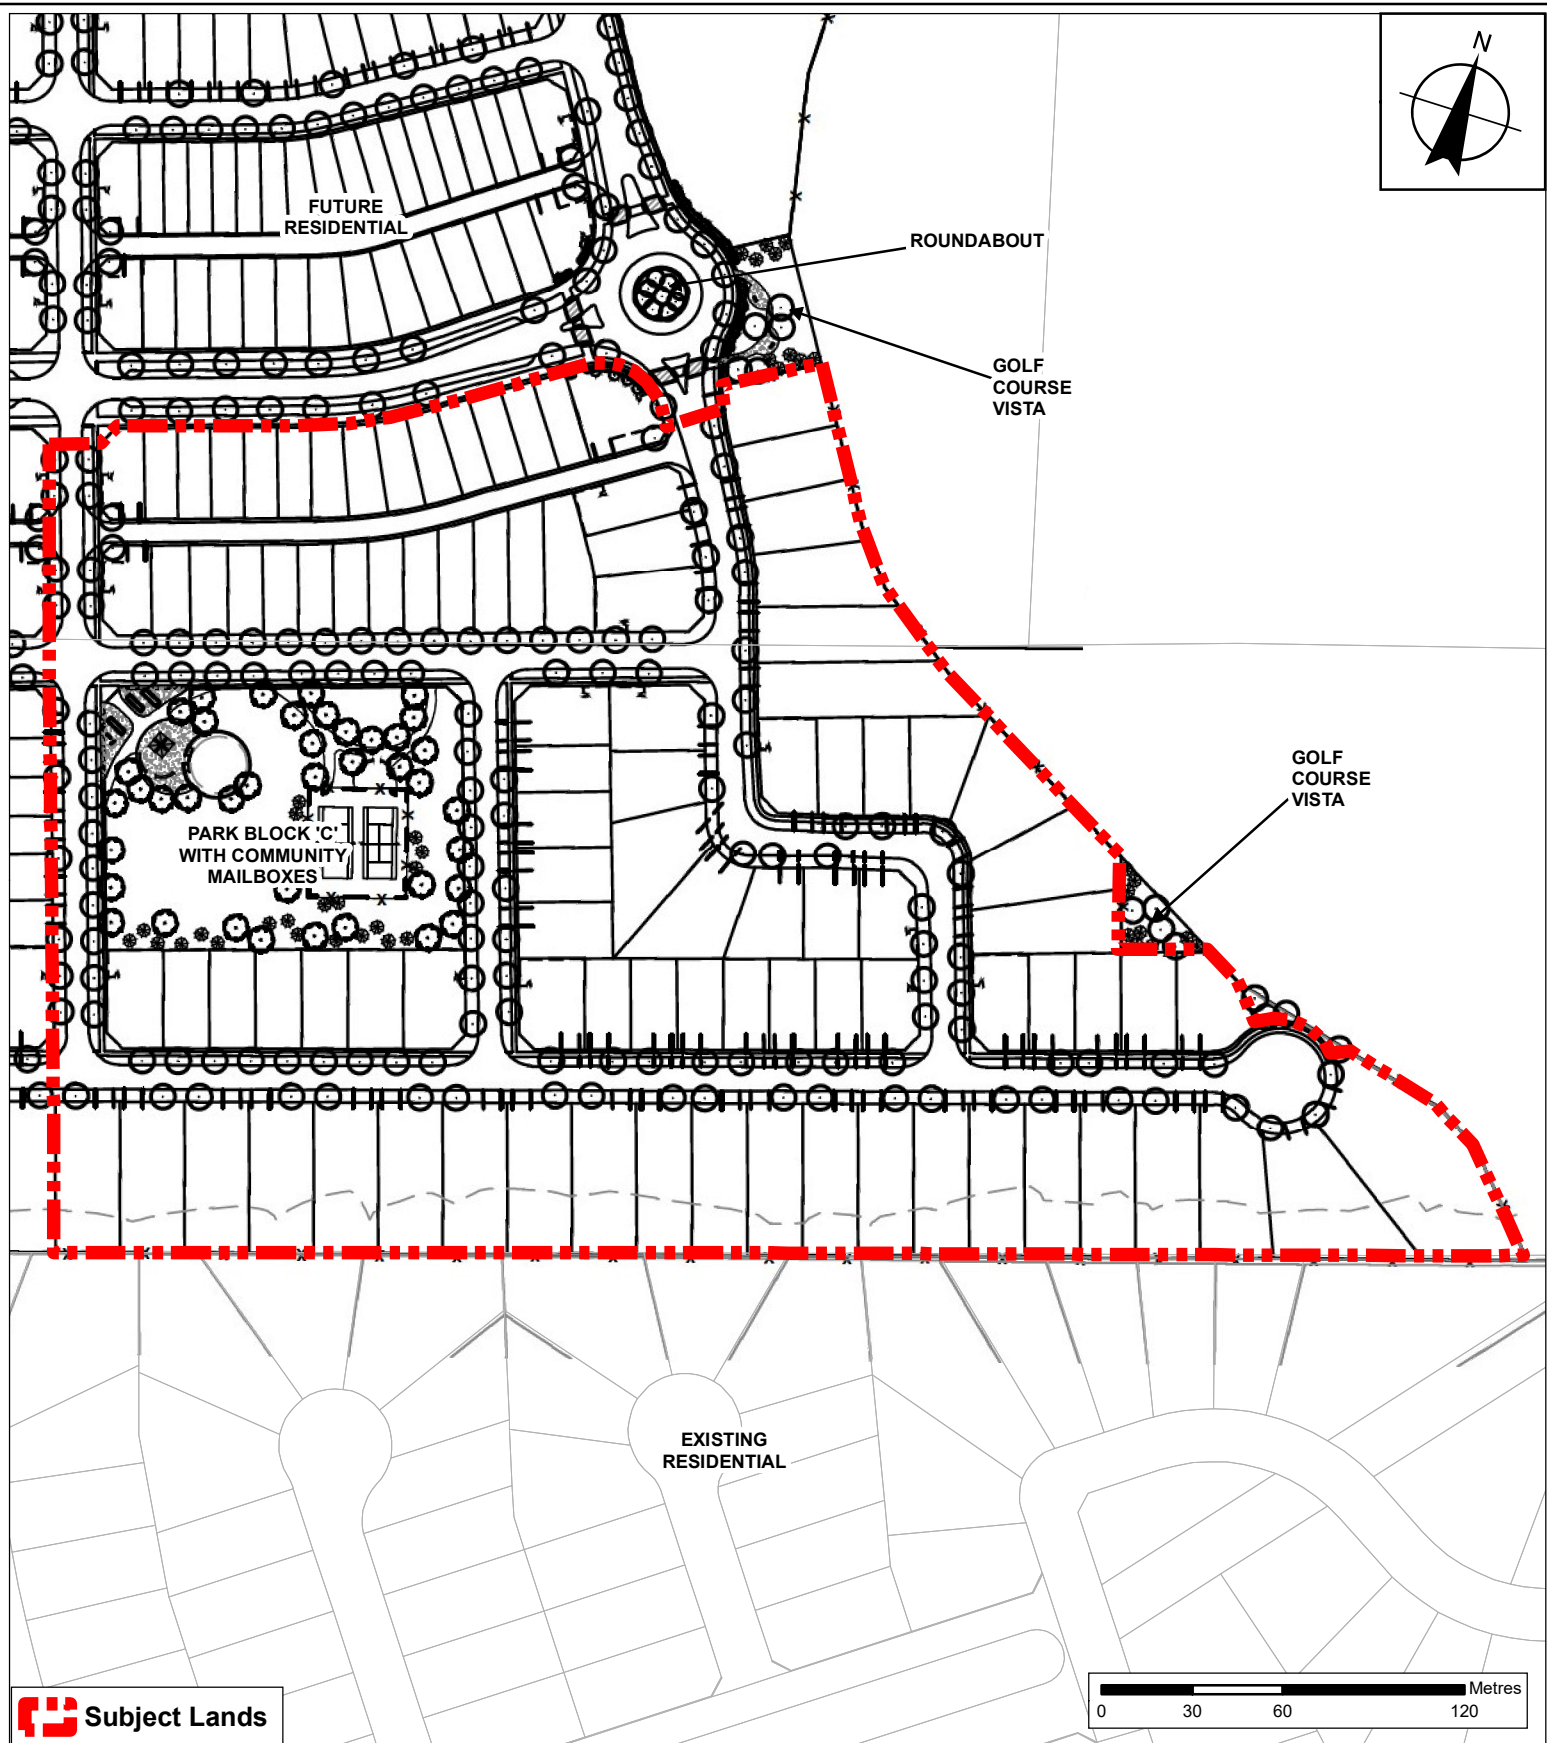 N
FUTURE
RESIDENTIAL
ROUNDABOUT
GOLF
COURSE
VISTA
GOLF
COURSE
VISTA
PARK BLOCK 'C'
WITH COMMUNITY
MAILBOXES
EXISTING
RESIDENTIAL
Subject Lands
Metres
0 30 60 120